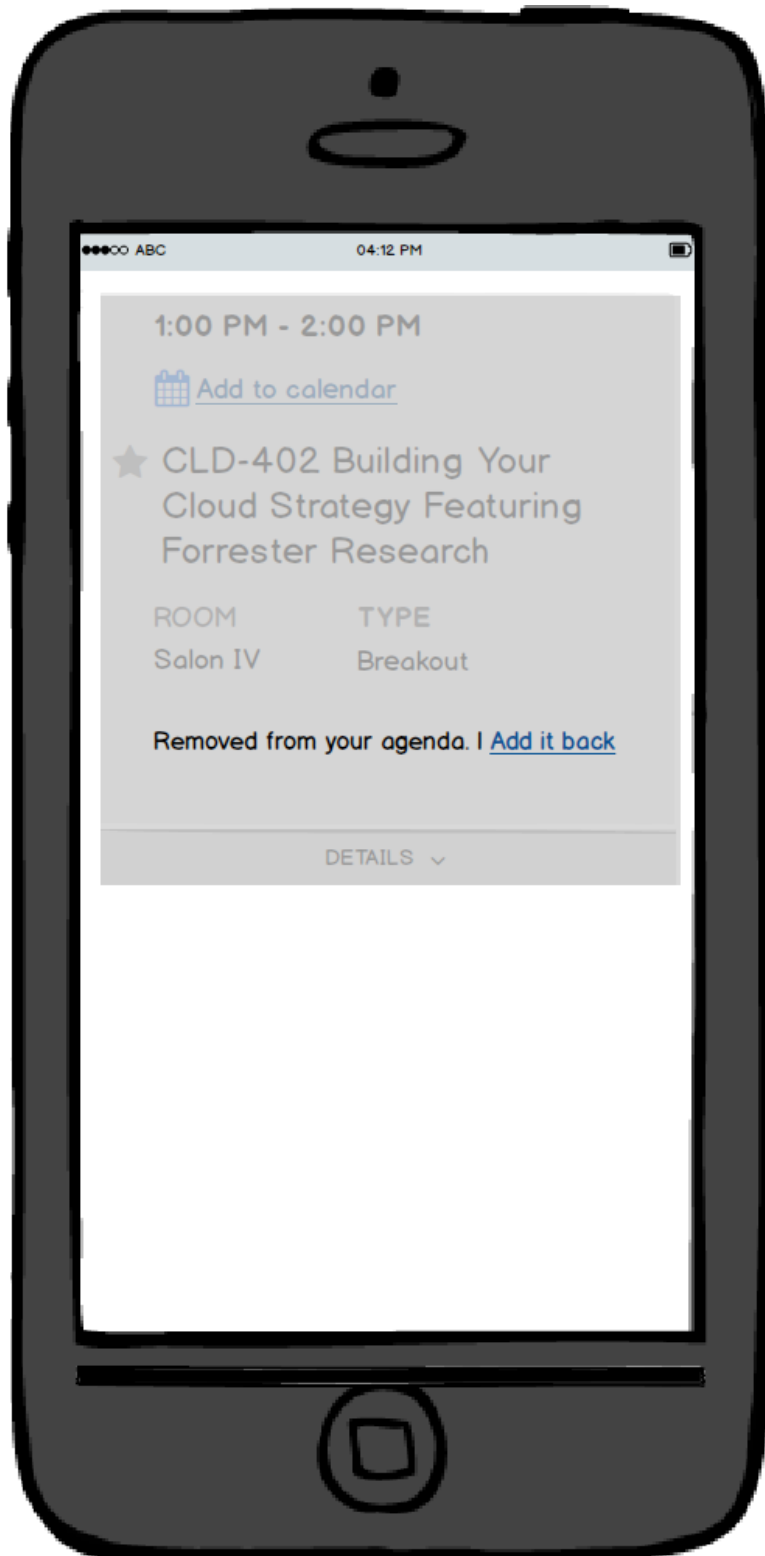 ABC 04:12 PM
1:00 PM - 2:00 PM
Add to calendar
CLD-402 Building Your
Cloud Strategy Featuring
Forrester Research
ROOM TYPE
Salon IV Breakout
Removed from your agenda. | Add it back
DETAILS